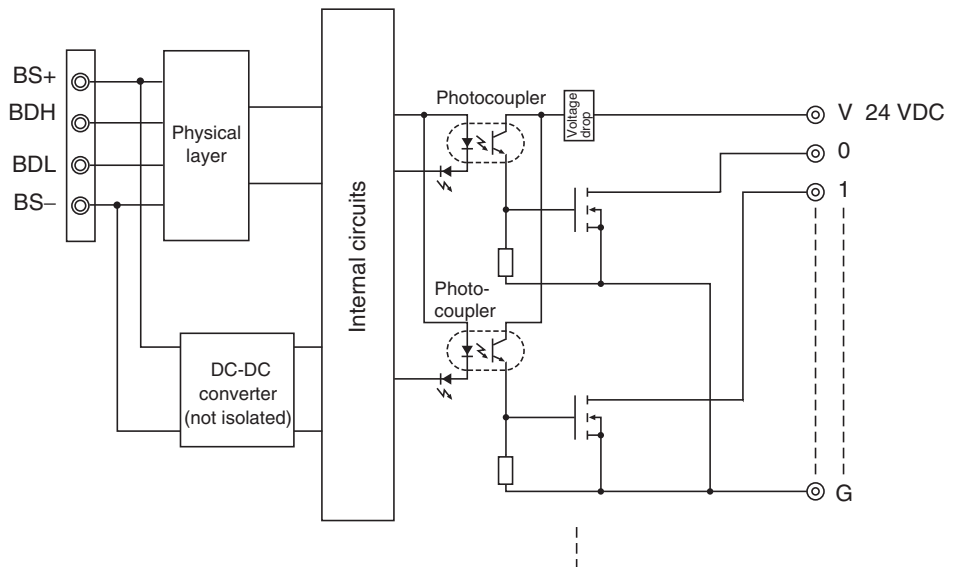 BS+
BDH
BDL
BS–
Physical
layer
DC-DC
converter
(not isolated)
Internal circuits
Photocoupler
Voltage
drop
V 24 VDC
0
1
Photo-
coupler
G